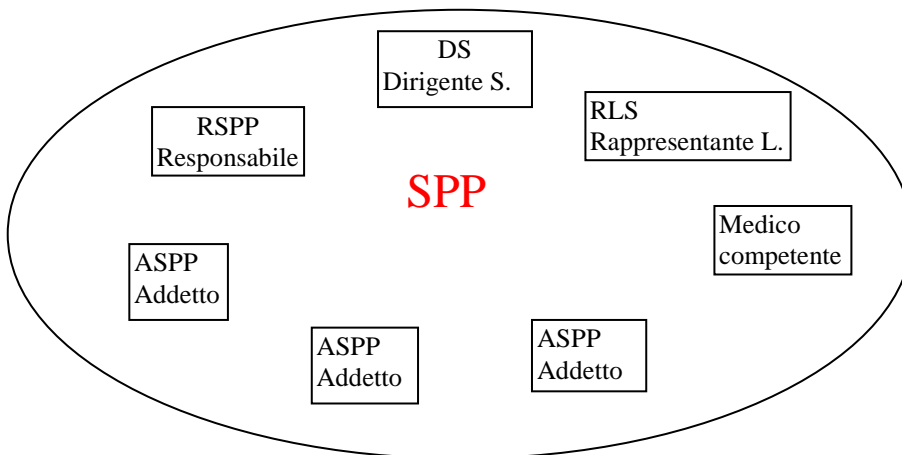 DS
Dirigente S.
RSPP
Responsabile
RLS
Rappresentante L.
SPP
Medico
competente
ASPP
Addetto
ASPP
Addetto
ASPP
Addetto